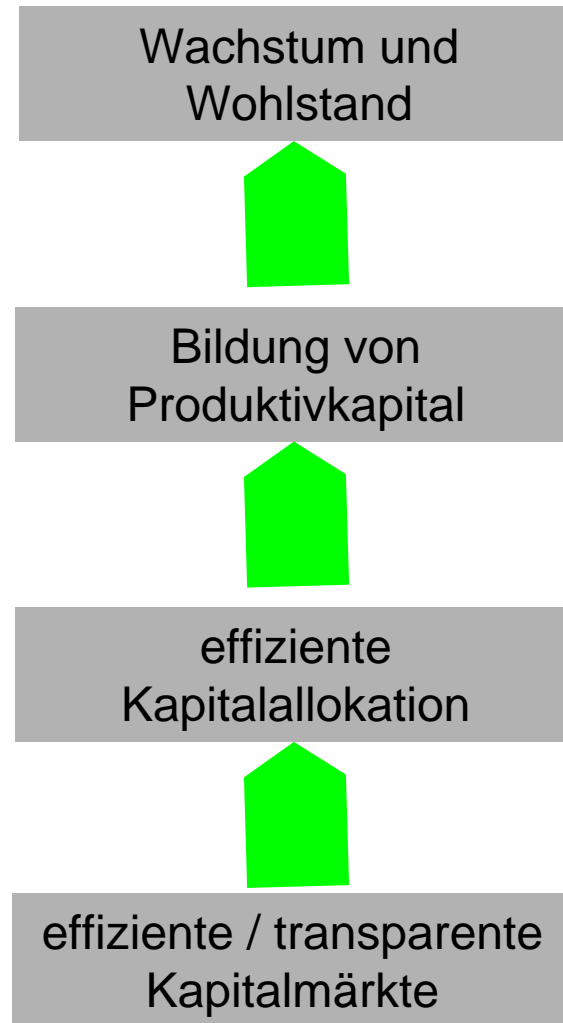 Wachstum und
Wohlstand
Bildung von
Produktivkapital
effiziente
Kapitalallokation
effiziente / transparente
Kapitalmärkte